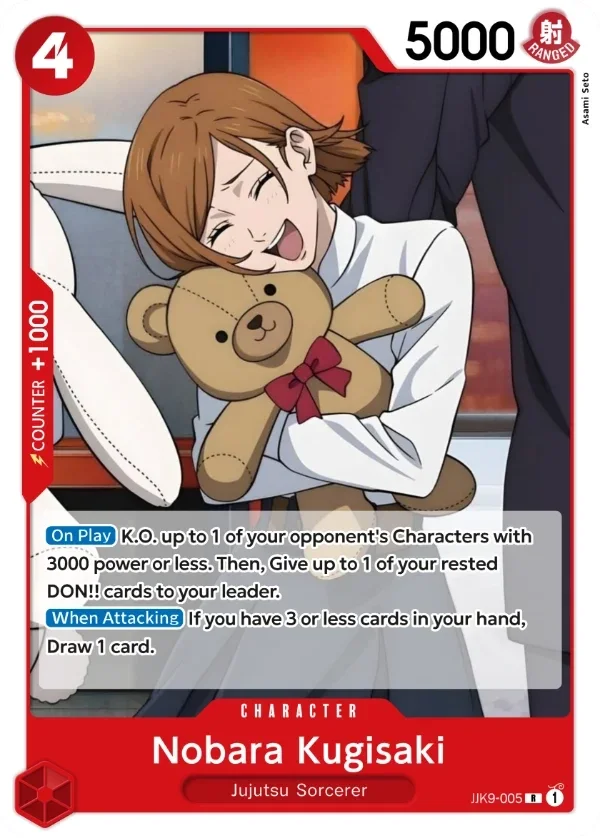 4
5000
射
RANGED
Asami Seto
COUNTER +1000
On Play K.O. up to 1 of your opponent's Characters with
3000 power or less. Then, Give up to 1 of your rested
DON!! cards to your leader.
When Attacking If you have 3 or less cards in your hand,
Draw 1 card.
CHARACTER
Nobara Kugisaki
Jujutsu Sorcerer
JJK9-005 R 1